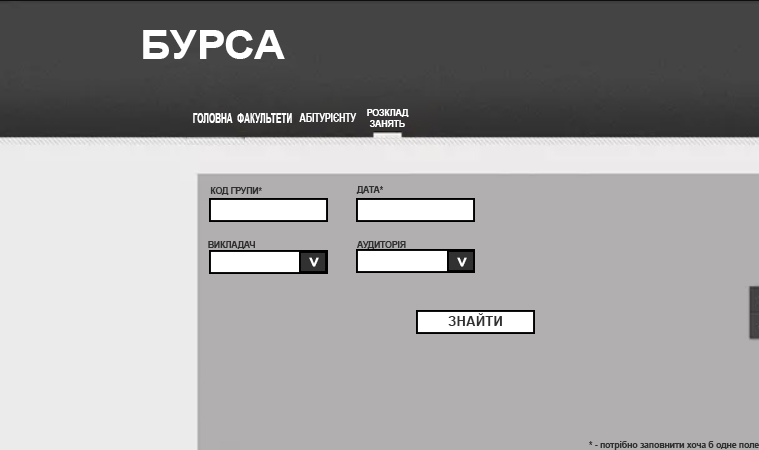 БУРСА
ГОЛОВНА ФАКУЛЬТЕТИ АБІТУРІЄНТУ РОЗКЛАД
ЗАНЯТЬ
КОД ГРУПИ* ДАТА*
ВИКЛАДАЧ АУДИТОРІЯ
V V
ЗНАЙТИ
* - потрібно заповнити хоча б одне поле